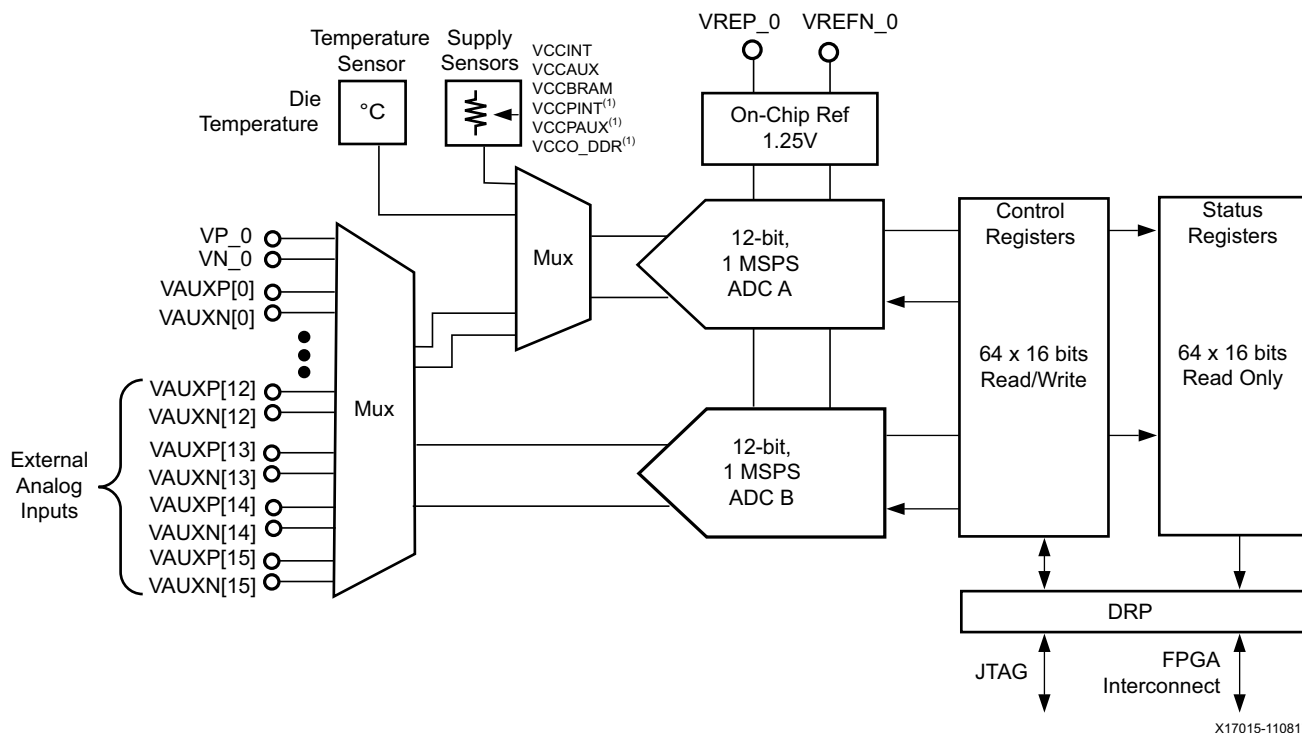 VREP_0
VREFN_0
Temperature
Sensor
Supply
Sensors
VCCINT
VCCAUX
VCCBRAM
VCCPINT(1)
VCCPAUX(1)
VCCO_DDR(1)
Die
Temperature
°C
On-Chip Ref
1.25V
Mux
12-bit,
1 MSPS
ADC A
Control
Registers
64 x 16 bits
Read/Write
Status
Registers
64 x 16 bits
Read Only
VP_0
VN_0
VAUXP[0]
VAUXN[0]
VAUXP[12]
VAUXN[12]
VAUXP[13]
VAUXN[13]
VAUXP[14]
VAUXN[14]
VAUXP[15]
VAUXN[15]
External
Analog
Inputs
Mux
12-bit,
1 MSPS
ADC B
DRP
JTAG
FPGA
Interconnect
X17015-11081